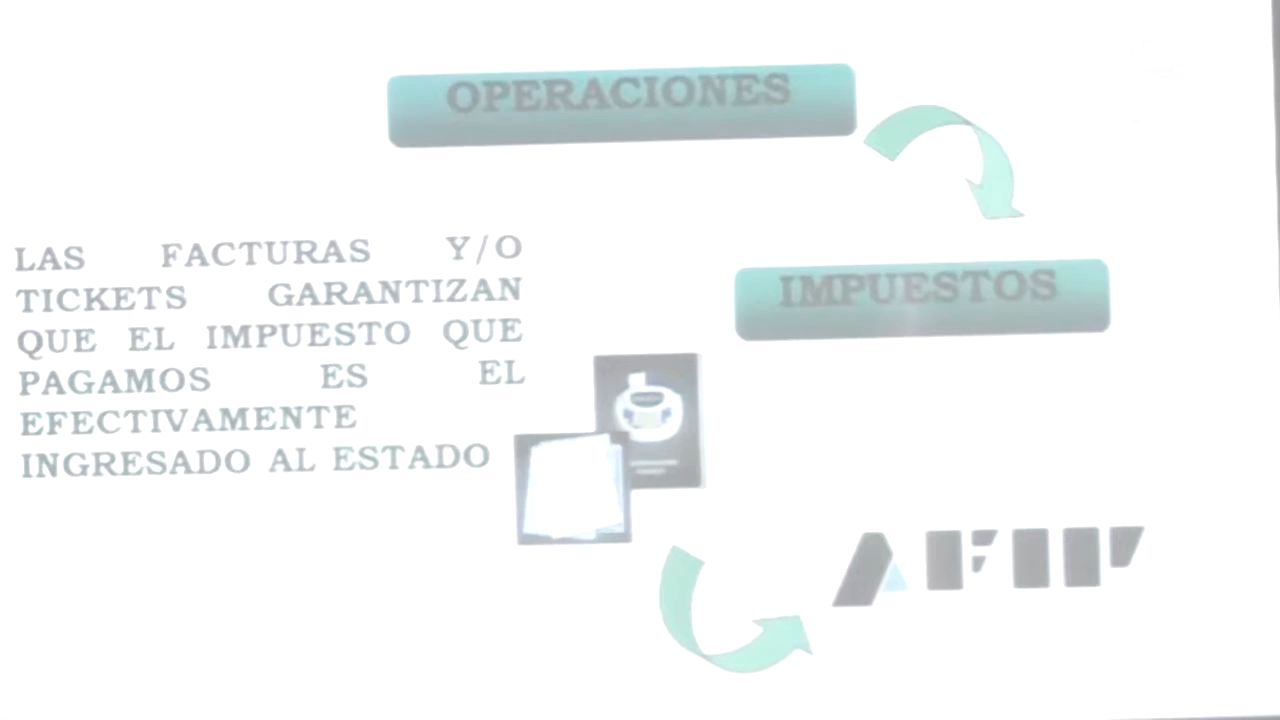 OPERACIONES
IMPUESTOS
LAS FACTURAS Y/O
TICKETS GARANTIZAN
QUE EL IMPUESTO QUE
PAGAMOS ES EL
EFECTIVAMENTE
INGRESADO AL ESTADO
AFIP